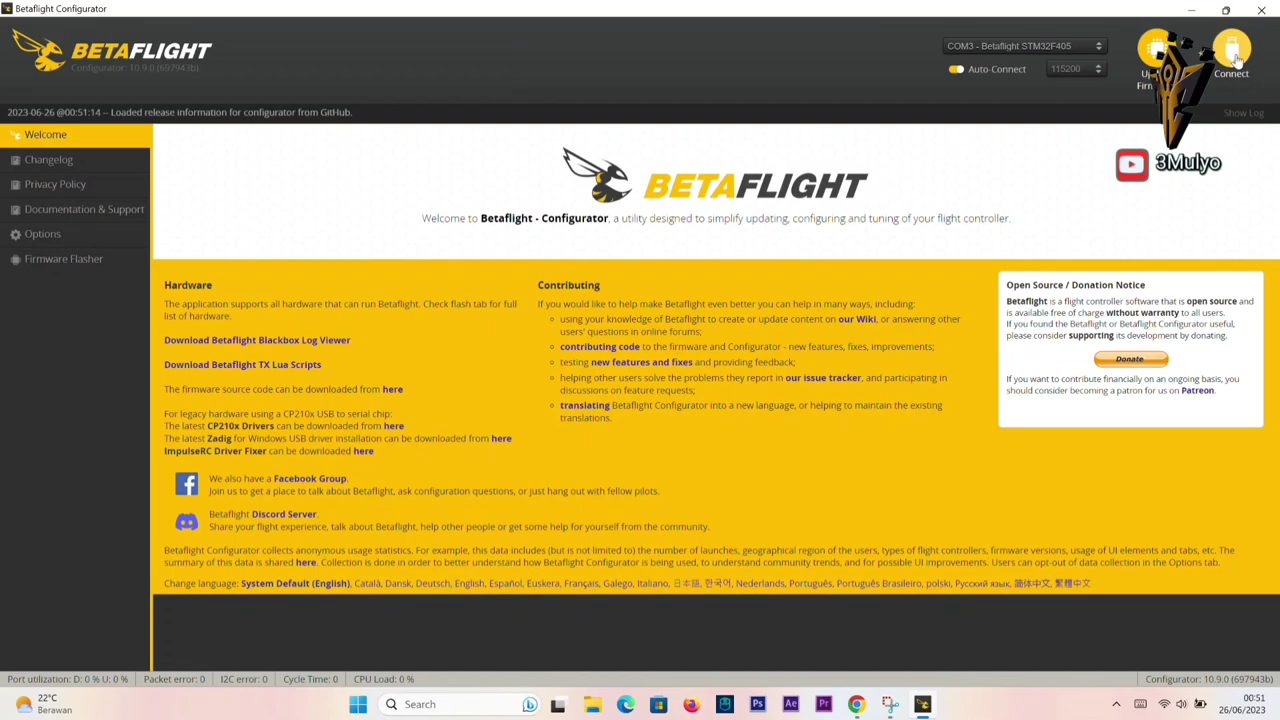 Betaflight Configurator
BETAFLIGHT
Configurator: 10.9.0 (697943b)
COM3 - Betaflight STM32F405
Auto-Connect
115200
Connect
2023-06-26 @00:51:14 -- Loaded release information for configurator from GitHub.
Show Log
Welcome
Changelog
Privacy Policy
Documentation & Support
Options
Firmware Flasher
3Mulyo
BETAFLIGHT
Welcome to Betaflight - Configurator, a utility designed to simplify updating, configuring and tuning of your flight controller.
Hardware
The application supports all hardware that can run Betaflight. Check flash tab for full
list of hardware.
Download Betaflight Blackbox Log Viewer
Download Betaflight TX Lua Scripts
The firmware source code can be downloaded from here
For legacy hardware using a CP210x USB to serial chip:
The latest CP210x Drivers can be downloaded from here
The latest Zadig for Windows USB driver installation can be downloaded from here
ImpulseRC Driver Fixer can be downloaded here
Contributing
If you would like to help make Betaflight even better you can help in many ways, including:
using your knowledge of Betaflight to create or update content on our Wiki, or answering other
users' questions in online forums;
contributing code to the firmware and Configurator - new features, fixes, improvements;
testing new features and fixes and providing feedback;
helping other users solve the problems they report in our issue tracker, and participating in
discussions on feature requests;
translating Betaflight Configurator into a new language, or helping to maintain the existing
translations.
Open Source / Donation Notice
Betaflight is a flight controller software that is open source and
is available free of charge without warranty to all users.
If you found the Betaflight or Betaflight Configurator useful,
please consider supporting its development by donating.
Donate
If you want to contribute financially on an ongoing basis, you
should consider becoming a patron for us on Patreon.
We also have a Facebook Group.
Join us to get a place to talk about Betaflight, ask configuration questions, or just hang out with fellow pilots.
Betaflight Discord Server.
Share your flight experience, talk about Betaflight, help other people or get some help for yourself from the community.
Betaflight Configurator collects anonymous usage statistics. For example, this data includes (but is not limited to) the number of launches, geographical region of the users, types of flight controllers, firmware versions, usage of UI elements and tabs, etc. The
summary of this data is shared here. Collection is done in order to better understand how Betaflight Configurator is being used, to understand community trends, and for possible UI improvements. Users can opt-out of data collection in the Options tab.
Change language: System Default (English), Català, Dansk, Deutsch, English, Español, Euskera, Français, Galego, Italiano, 日本語, 한국어, Nederlands, Português, Português Brasileiro, polski, Русский язык, 简体中文, 繁體中文
Port utilization: D: 0 % U: 0 %
Packet error: 0
I2C error: 0
Cycle Time: 0
CPU Load: 0 %
Configurator: 10.9.0 (697943b)
22°C
Berawan
Search
Ps
Ae
Pr
00:51
26/06/2023